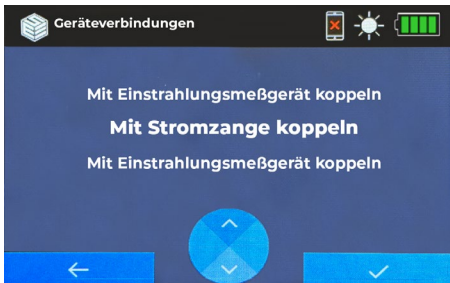 Geräteverbindungen
Mit Einstrahlungsmeßgerät koppeln
Mit Stromzange koppeln
Mit Einstrahlungsmeßgerät koppeln